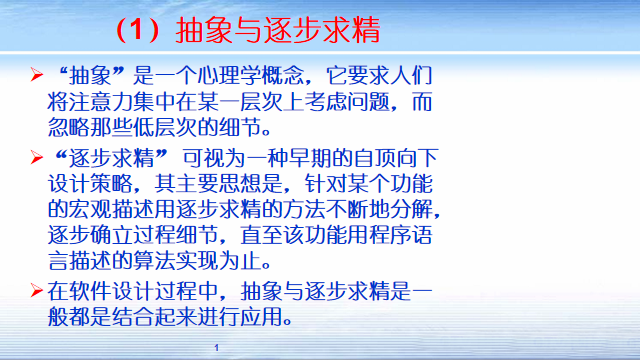 （1）抽象与逐步求精
“抽象”是一个心理学概念，它要求人们
将注意力集中在某一层次上考虑问题，而
忽略那些低层次的细节。
“逐步求精” 可视为一种早期的自顶向下
设计策略，其主要思想是，针对某个功能
的宏观描述用逐步求精的方法不断地分解，
逐步确立过程细节，直至该功能用程序语
言描述的算法实现为止。
在软件设计过程中，抽象与逐步求精是一
般都是结合起来进行应用。
1